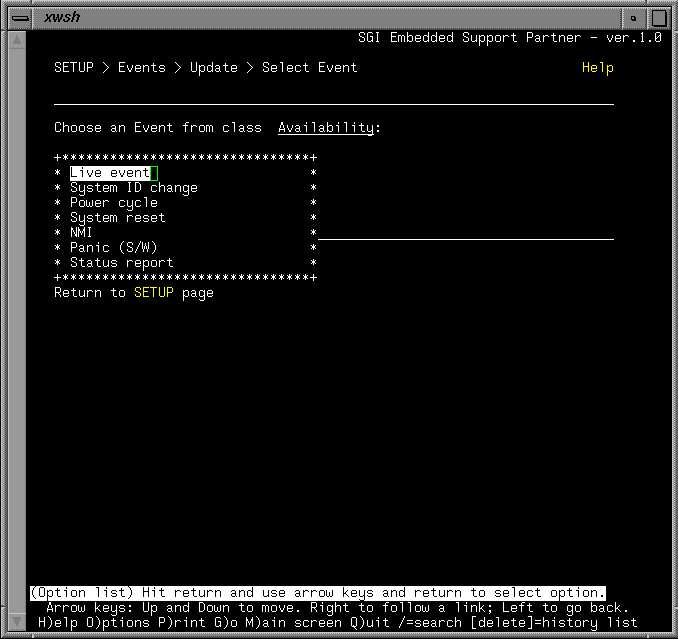 xwsh
SGI Embedded Support Partner - ver.1.0
SETUP > Events > Update > Select Event Help
Choose an Event from class Availability:
+*******************************+
* Live event *
* System ID change *
* Power cycle *
* System reset *
* NMI *
* Panic (S/W) *
* Status report *
+*******************************+
Return to SETUP page
(Option list) Hit return and use arrow keys and return to select option.
Arrow keys: Up and Down to move. Right to follow a link; Left to go back.
H)elp O)ptions P)rint G)o M)ain screen Q)uit /=search [delete]=history list